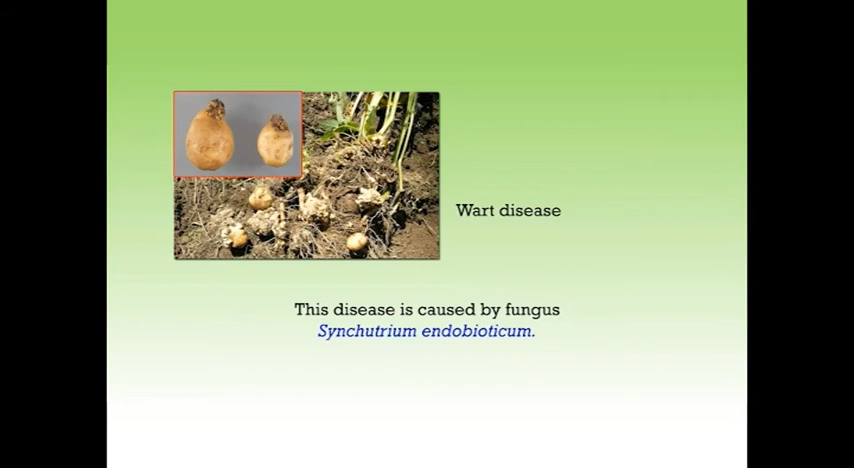 Wart disease
This disease is caused by fungus
Synchutrium endobioticum.